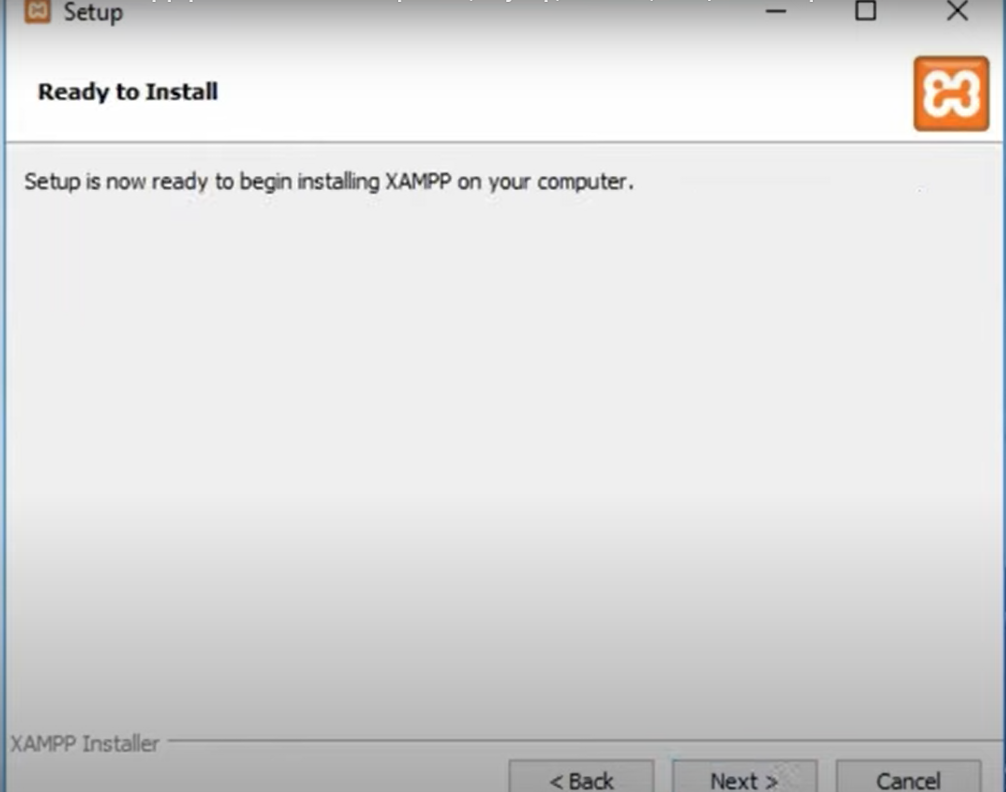 Setup
Ready to Install
Setup is now ready to begin installing XAMPP on your computer.
XAMPP Installer
< Back
Next >
Cancel